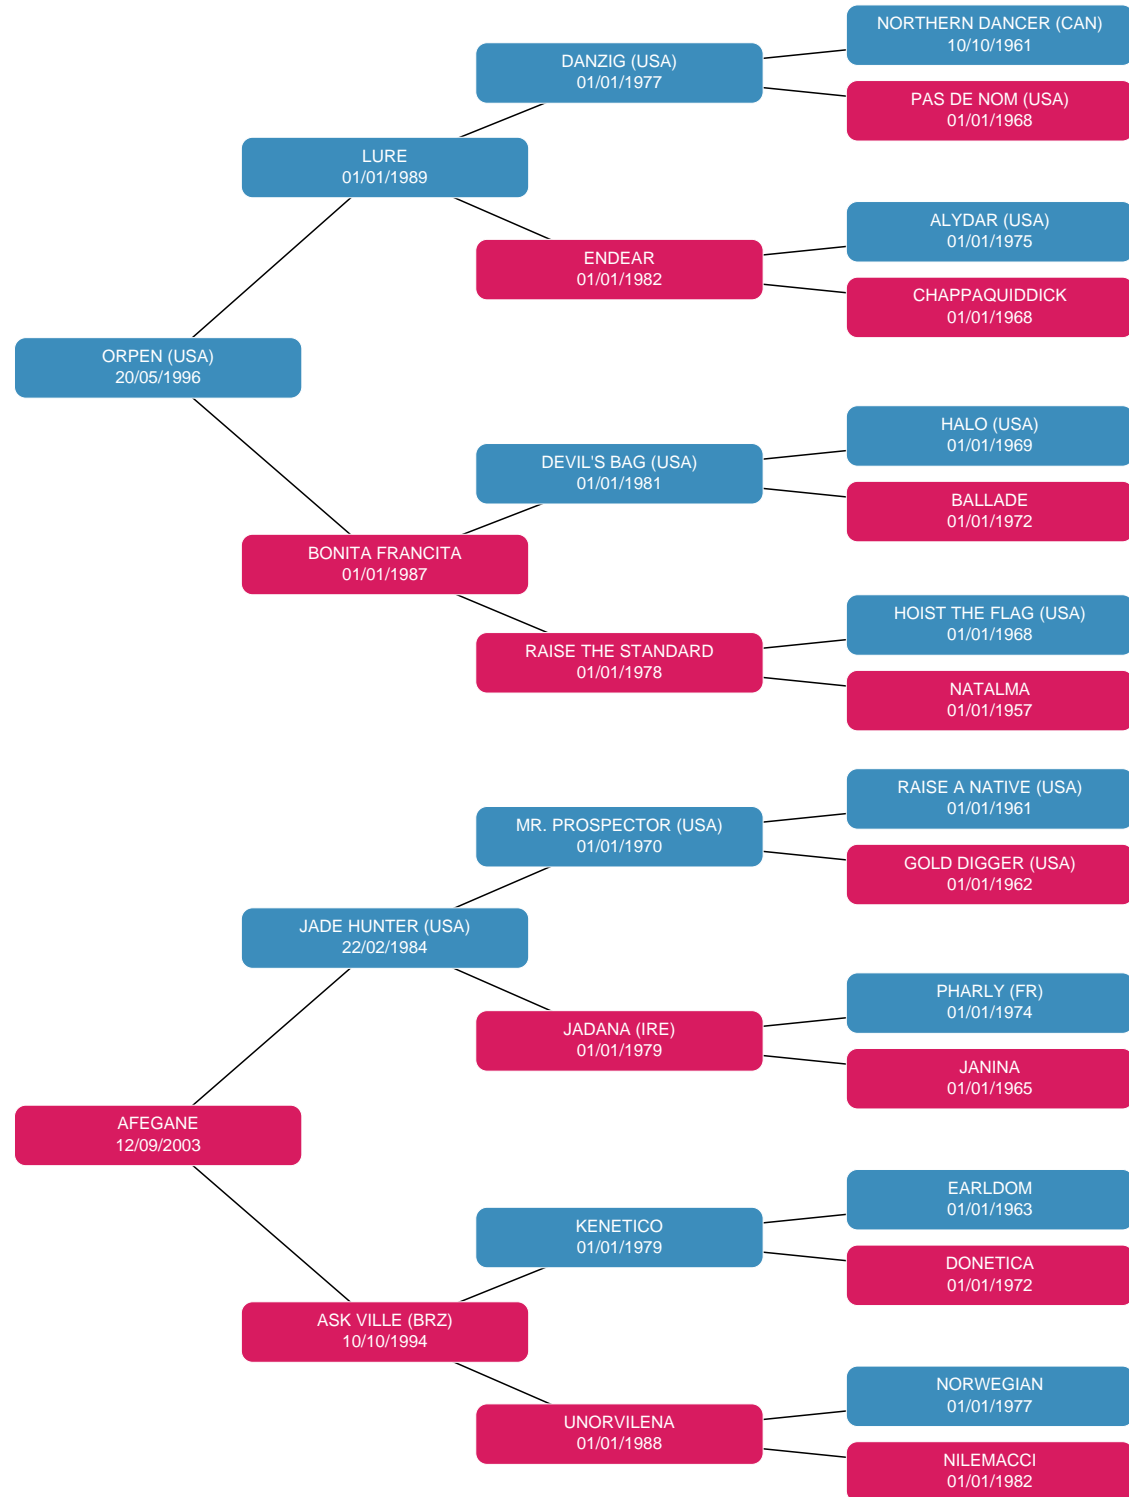 NORTHERN DANCER (CAN)
10/10/1961
DANZIG (USA)
01/01/1977
PAS DE NOM (USA)
01/01/1968
LURE
01/01/1989
ALYDAR (USA)
01/01/1975
ENDEAR
01/01/1982
CHAPPAQUIDDICK
01/01/1968
ORPEN (USA)
20/05/1996
HALO (USA)
01/01/1969
DEVIL'S BAG (USA)
01/01/1981
BALLADE
01/01/1972
BONITA FRANCITA
01/01/1987
HOIST THE FLAG (USA)
01/01/1968
RAISE THE STANDARD
01/01/1978
NATALMA
01/01/1957
RAISE A NATIVE (USA)
01/01/1961
MR. PROSPECTOR (USA)
01/01/1970
GOLD DIGGER (USA)
01/01/1962
JADE HUNTER (USA)
22/02/1984
PHARLY (FR)
01/01/1974
JADANA (IRE)
01/01/1979
JANINA
01/01/1965
AFEGANE
12/09/2003
EARLDOM
01/01/1963
KENETICO
01/01/1979
DONETICA
01/01/1972
ASK VILLE (BRZ)
10/10/1994
NORWEGIAN
01/01/1977
UNORVILENA
01/01/1988
NILEMACCI
01/01/1982